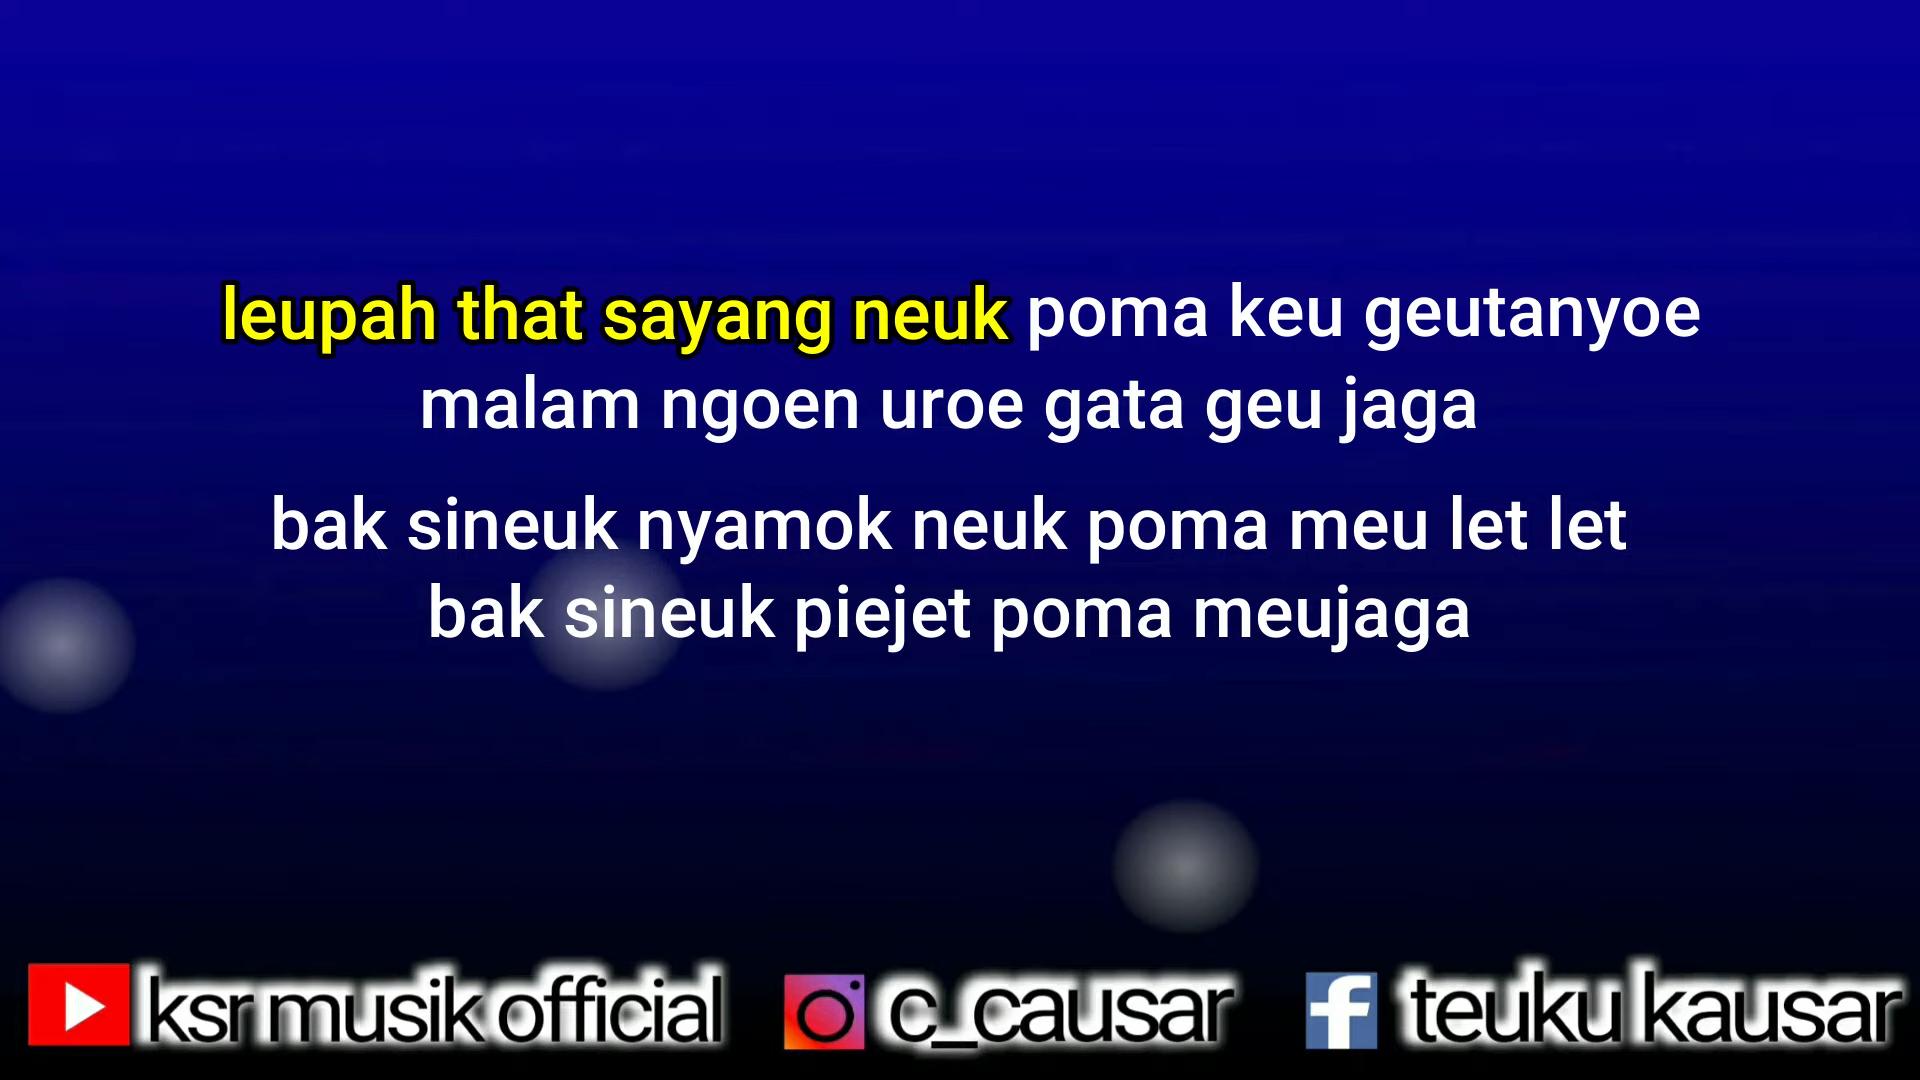 leupah that sayang neuk poma keu geutanyoe
malam ngoen uroe gata geu jaga
bak sineuk nyamok neuk poma meu let let
bak sineuk piejet poma meujaga
ksr musik official c_causar teuku kausar